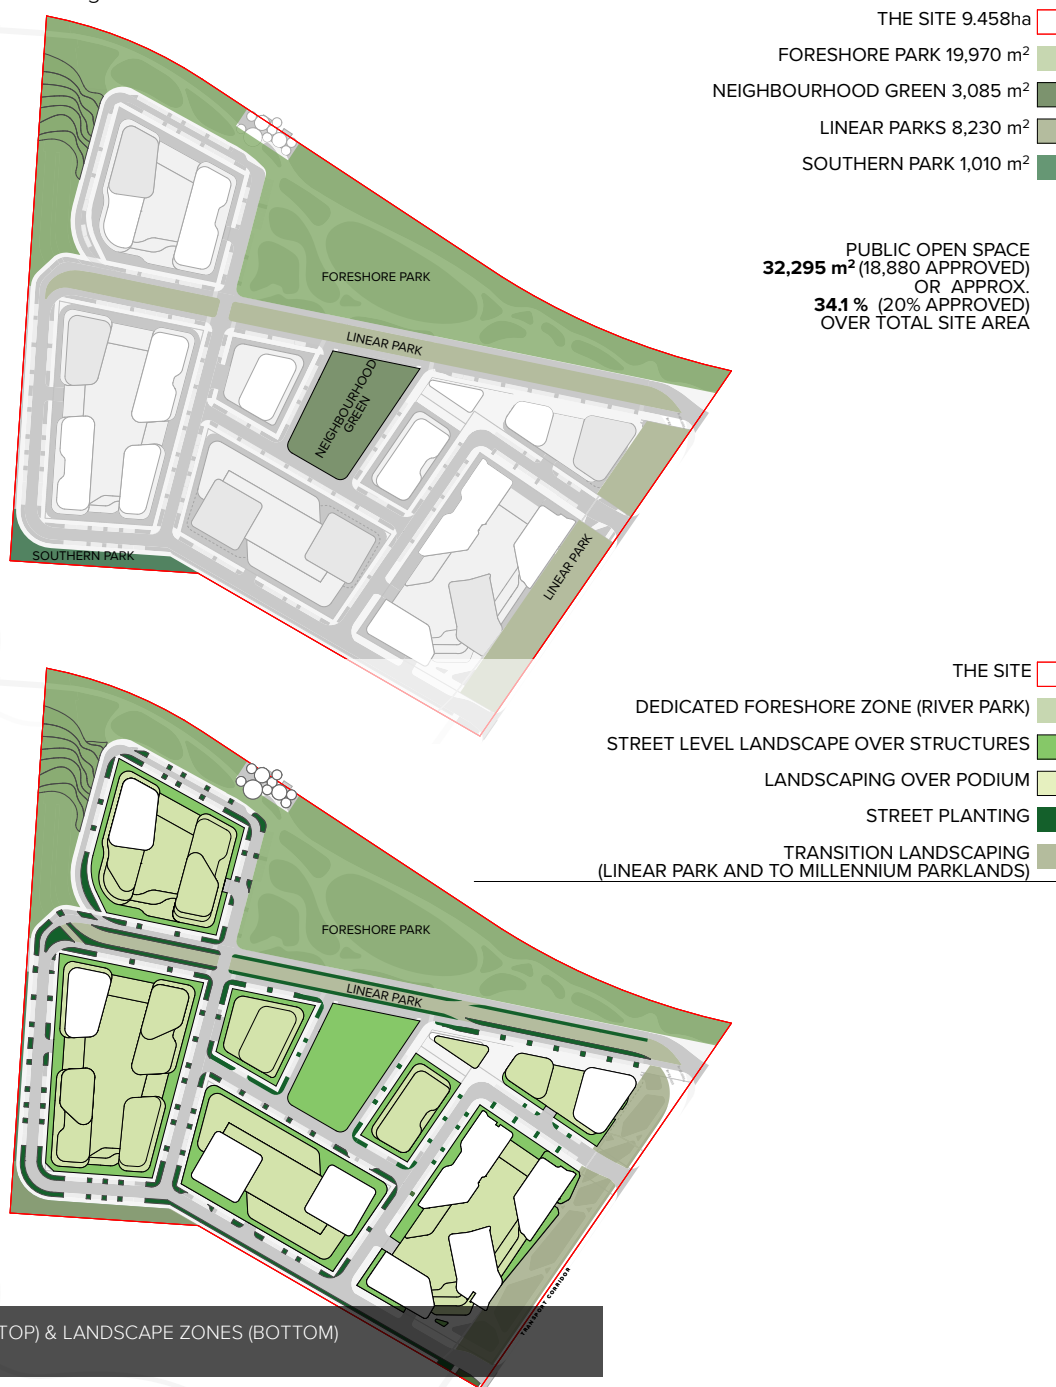 THE SITE 9.458ha
FORESHORE PARK 19,970 m²
NEIGHBOURHOOD GREEN 3,085 m²
LINEAR PARKS 8,230 m²
SOUTHERN PARK 1,010 m²
PUBLIC OPEN SPACE
32,295 m² (18,880 APPROVED)
OR APPROX.
34.1 % (20% APPROVED)
OVER TOTAL SITE AREA
FORESHORE PARK
LINEAR PARK
NEIGHBOURHOOD
GREEN
SOUTHERN PARK
LINEAR PARK
THE SITE
DEDICATED FORESHORE ZONE (RIVER PARK)
STREET LEVEL LANDSCAPE OVER STRUCTURES
LANDSCAPING OVER PODIUM
STREET PLANTING
TRANSITION LANDSCAPING
(LINEAR PARK AND TO MILLENNIUM PARKLANDS)
FORESHORE PARK
LINEAR PARK
TRANSPORT CORRIDOR
TOP) & LANDSCAPE ZONES (BOTTOM)